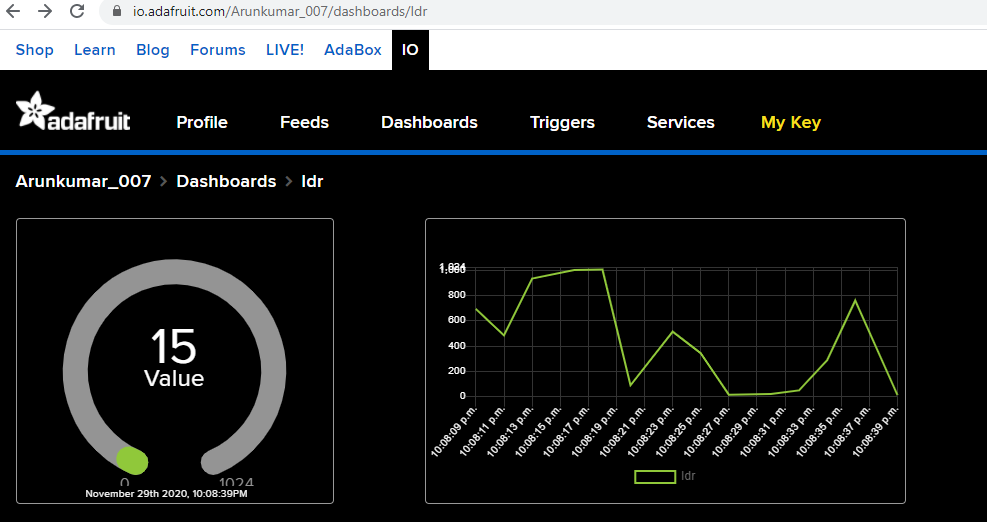 io.adafruit.com/Arunkumar_007/dashboards/ldr
Shop Learn Blog Forums LIVE! AdaBox IO
adafruit Profile Feeds Dashboards Triggers Services My Key
Arunkumar_007 > Dashboards > ldr
15
Value
0 1024
November 29th 2020, 10:08:39PM
1,024
1,000
800
600
400
200
0
10:08:09 p.m. 10:08:11 p.m. 10:08:13 p.m. 10:08:15 p.m. 10:08:17 p.m. 10:08:19 p.m. 10:08:21 p.m. 10:08:23 p.m. 10:08:25 p.m. 10:08:27 p.m. 10:08:29 p.m. 10:08:31 p.m. 10:08:33 p.m. 10:08:35 p.m. 10:08:37 p.m. 10:08:39 p.m.
ldr